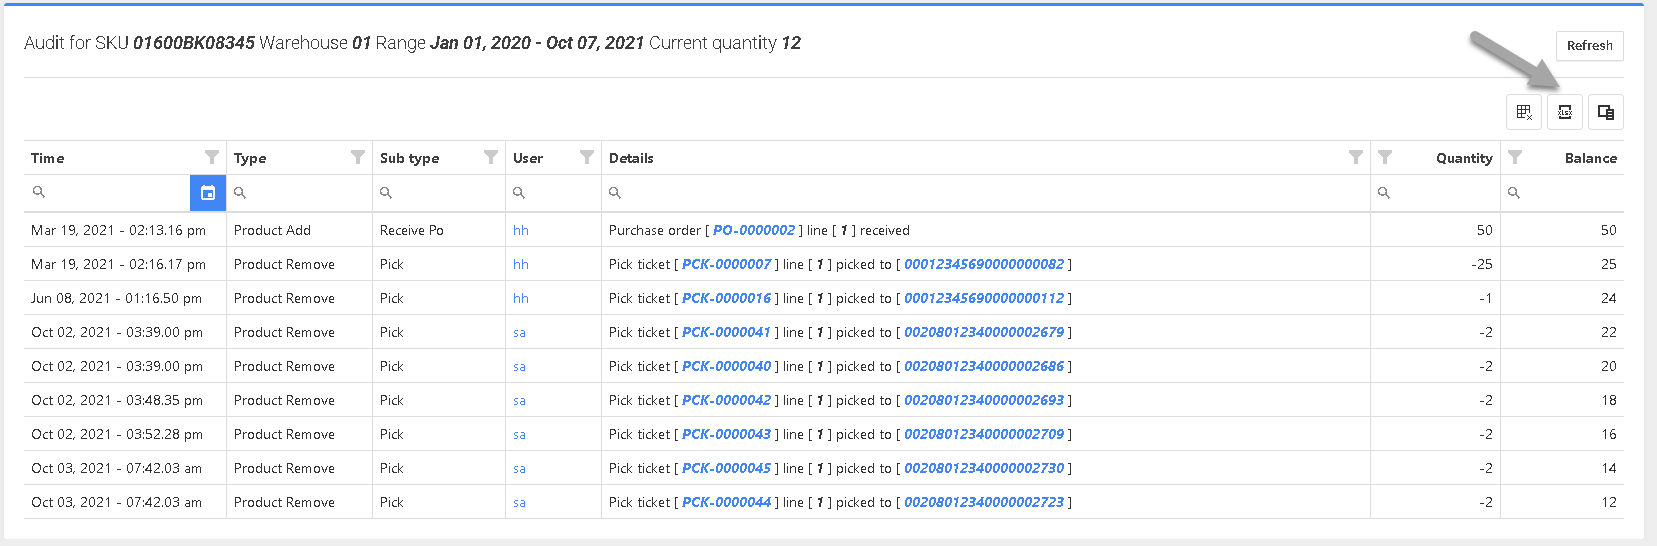 Audit for SKU 01600BK08345 Warehouse 01 Range Jan 01, 2020 - Oct 07, 2021 Current quantity 12
Refresh
xlsx
Time Type Sub type User Details Quantity Balance
Mar 19, 2021 - 02:13.16 pm Product Add Receive Po hh Purchase order [ PO-0000002 ] line [ 1 ] received 50 50
Mar 19, 2021 - 02:16.17 pm Product Remove Pick hh Pick ticket [ PCK-0000007 ] line [ 1 ] picked to [ 00012345690000000082 ] -25 25
Jun 08, 2021 - 01:16.50 pm Product Remove Pick hh Pick ticket [ PCK-0000016 ] line [ 1 ] picked to [ 00012345690000000112 ] -1 24
Oct 02, 2021 - 03:39.00 pm Product Remove Pick sa Pick ticket [ PCK-0000041 ] line [ 1 ] picked to [ 00208012340000002679 ] -2 22
Oct 02, 2021 - 03:39.00 pm Product Remove Pick sa Pick ticket [ PCK-0000040 ] line [ 1 ] picked to [ 00208012340000002686 ] -2 20
Oct 02, 2021 - 03:48.35 pm Product Remove Pick sa Pick ticket [ PCK-0000042 ] line [ 1 ] picked to [ 00208012340000002693 ] -2 18
Oct 02, 2021 - 03:52.28 pm Product Remove Pick sa Pick ticket [ PCK-0000043 ] line [ 1 ] picked to [ 00208012340000002709 ] -2 16
Oct 03, 2021 - 07:42.03 am Product Remove Pick sa Pick ticket [ PCK-0000045 ] line [ 1 ] picked to [ 00208012340000002730 ] -2 14
Oct 03, 2021 - 07:42.03 am Product Remove Pick sa Pick ticket [ PCK-0000044 ] line [ 1 ] picked to [ 00208012340000002723 ] -2 12